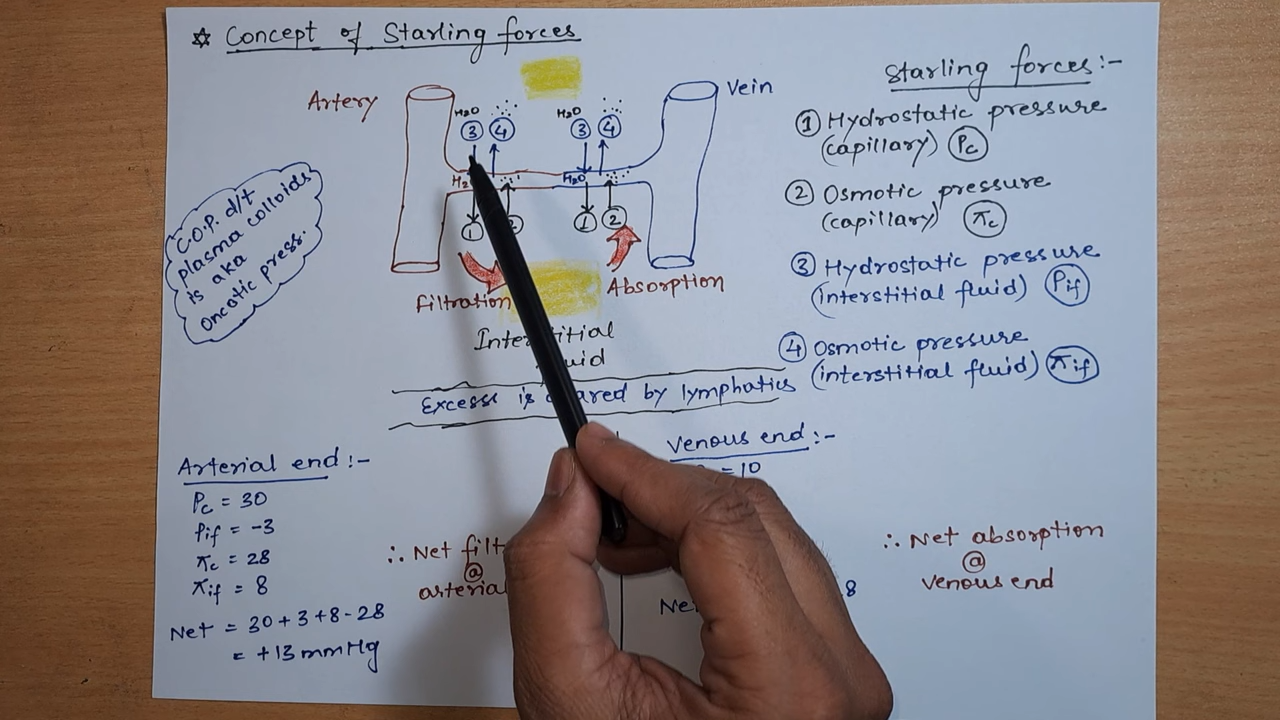 ☆ Concept of Starling forces
Artery
Vein
H2O
③ ④
H2O
③ ④
H2O
① ① ②
Filtration
Absorption
Interstitial
C.O.P. d/t
plasma colloids
is aka
Oncotic press.
Starling forces:-
① Hydrostatic pressure
(capillary) Pc
② Osmotic pressure
(capillary) πc
③ Hydrostatic pressure
(interstitial fluid) Pif
④ Osmotic pressure
(interstitial fluid) πif
Excess is by lymphatics
Arterial end :-
Pc = 30
Pif = -3
πc = 28
πif = 8
Net = 30 + 3 + 8 - 28
= +13 mmHg
∴ Net
@
arterial
Venous end :-
= 10
8
∴ Net absorption
@
venous end